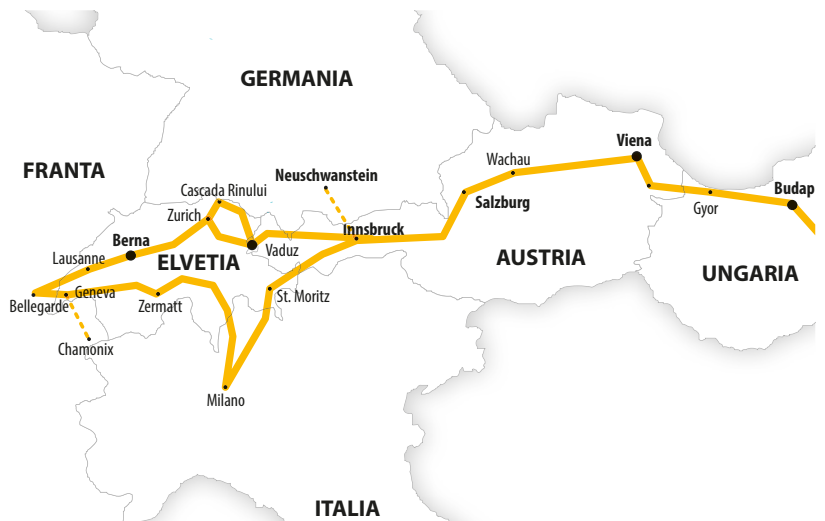 GERMANIA
Viena
Wachau
FRANTA
Neuschwanstein
Cascada Rinului
Budap
Salzburg
Gyor
Zurich
Innsbruck
Berna
Vaduz
Lausanne
ELVETIA
AUSTRIA
UNGARIA
Geneva
St. Moritz
Bellegarde
Zermatt
Chamonix
Milano
ITALIA